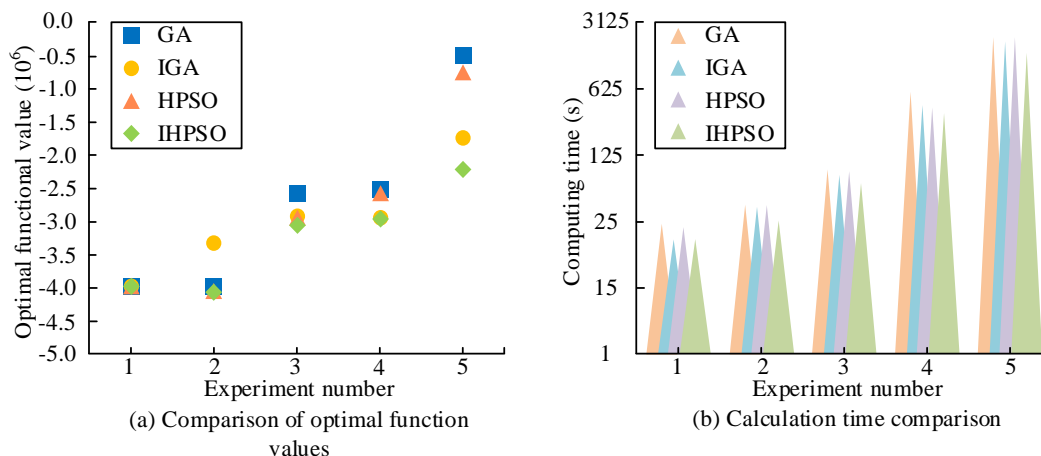 0.0
-0.5
-1.0
-1.5
-2.0
-2.5
-3.0
-3.5
-4.0
-4.5
-5.0
Optimal functional value (10⁶)
GA
IGA
HPSO
IHPSO
1 2 3 4 5
Experiment number
(a) Comparison of optimal function
values
3125
625
125
25
15
1
Computing time (s)
GA
IGA
HPSO
IHPSO
1 2 3 4 5
Experiment number
(b) Calculation time comparison